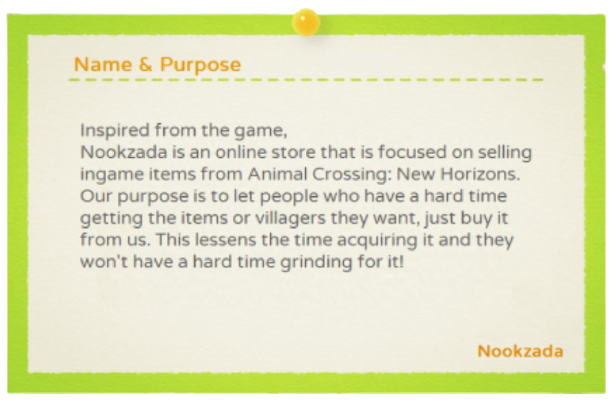 Name & Purpose
Inspired from the game,
Nookzada is an online store that is focused on selling
ingame items from Animal Crossing: New Horizons.
Our purpose is to let people who have a hard time
getting the items or villagers they want, just buy it
from us. This lessens the time acquiring it and they
won't have a hard time grinding for it!
Nookzada